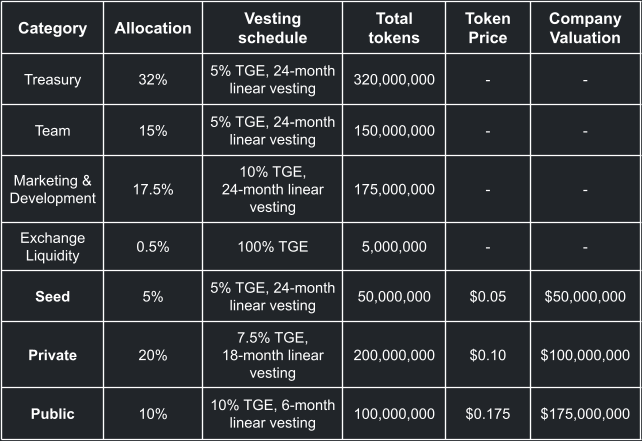 Category Allocation Vesting schedule Total tokens Token Price Company Valuation
Treasury 32% 5% TGE, 24-month linear vesting 320,000,000 - -
Team 15% 5% TGE, 24-month linear vesting 150,000,000 - -
Marketing & Development 17.5% 10% TGE, 24-month linear vesting 175,000,000 - -
Exchange Liquidity 0.5% 100% TGE 5,000,000 - -
Seed 5% 5% TGE, 24-month linear vesting 50,000,000 $0.05 $50,000,000
Private 20% 7.5% TGE, 18-month linear vesting 200,000,000 $0.10 $100,000,000
Public 10% 10% TGE, 6-month linear vesting 100,000,000 $0.175 $175,000,000